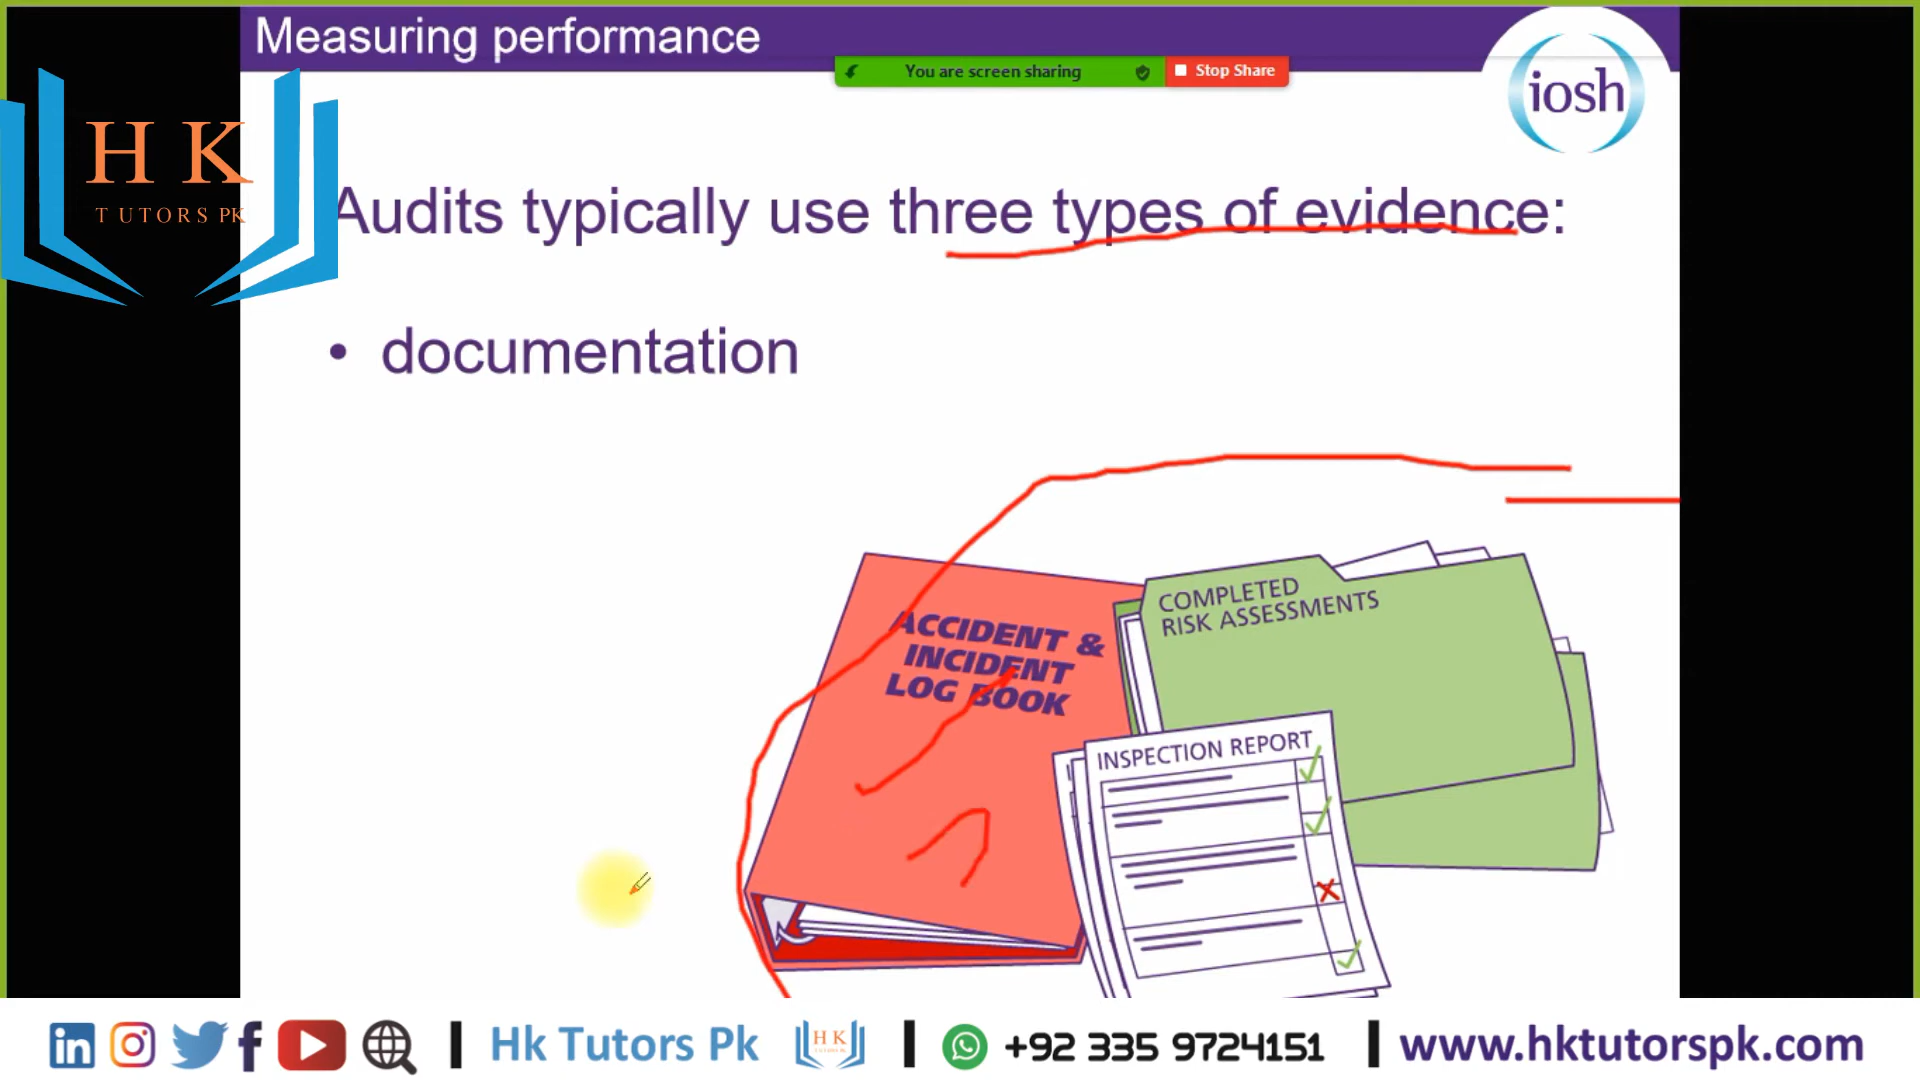 Measuring performance
You are screen sharing
Stop Share
iosh
H K
TUTORS PK
Audits typically use three types of evidence:
• documentation
ACCIDENT &
INCIDENT
LOG BOOK
COMPLETED
RISK ASSESSMENTS
INSPECTION REPORT
Hk Tutors Pk
H K
+92 335 9724151
www.hktutorspk.com